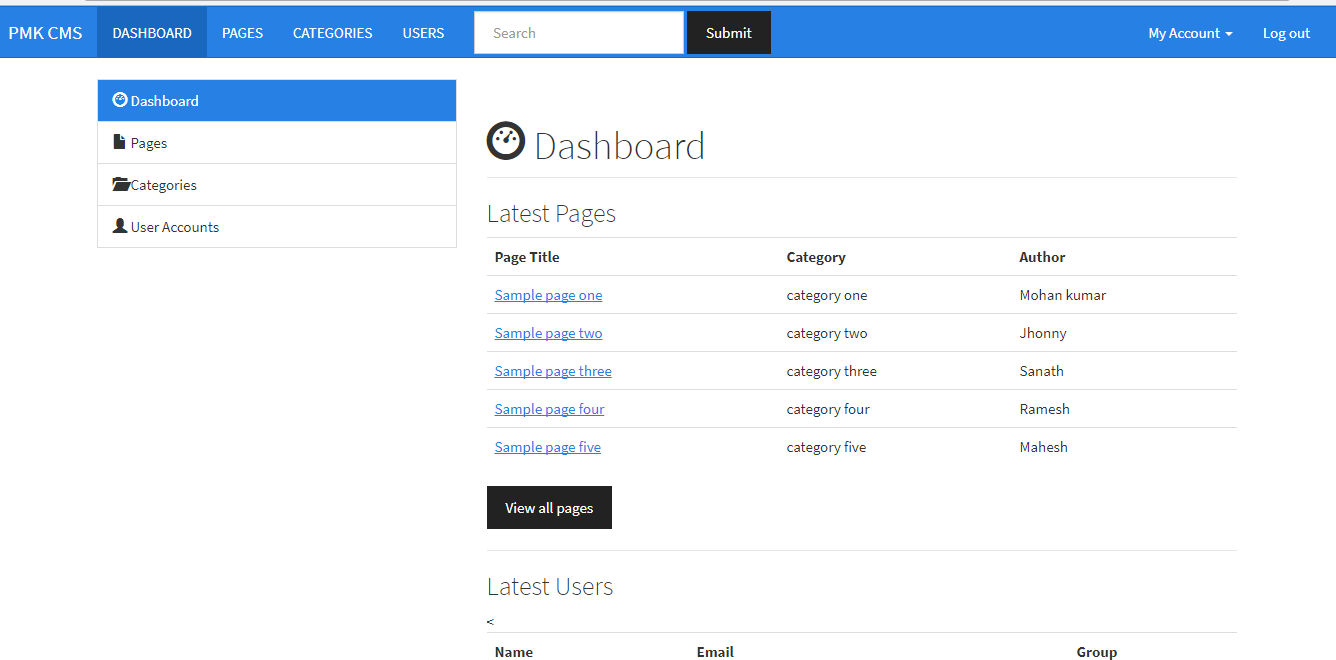 PMK CMS DASHBOARD PAGES CATEGORIES USERS Search Submit My Account Log out
Dashboard
Pages
Categories
User Accounts
Dashboard
Latest Pages
Page Title Category Author
Sample page one category one Mohan kumar
Sample page two category two Jhonny
Sample page three category three Sanath
Sample page four category four Ramesh
Sample page five category five Mahesh
View all pages
Latest Users
<
Name Email Group